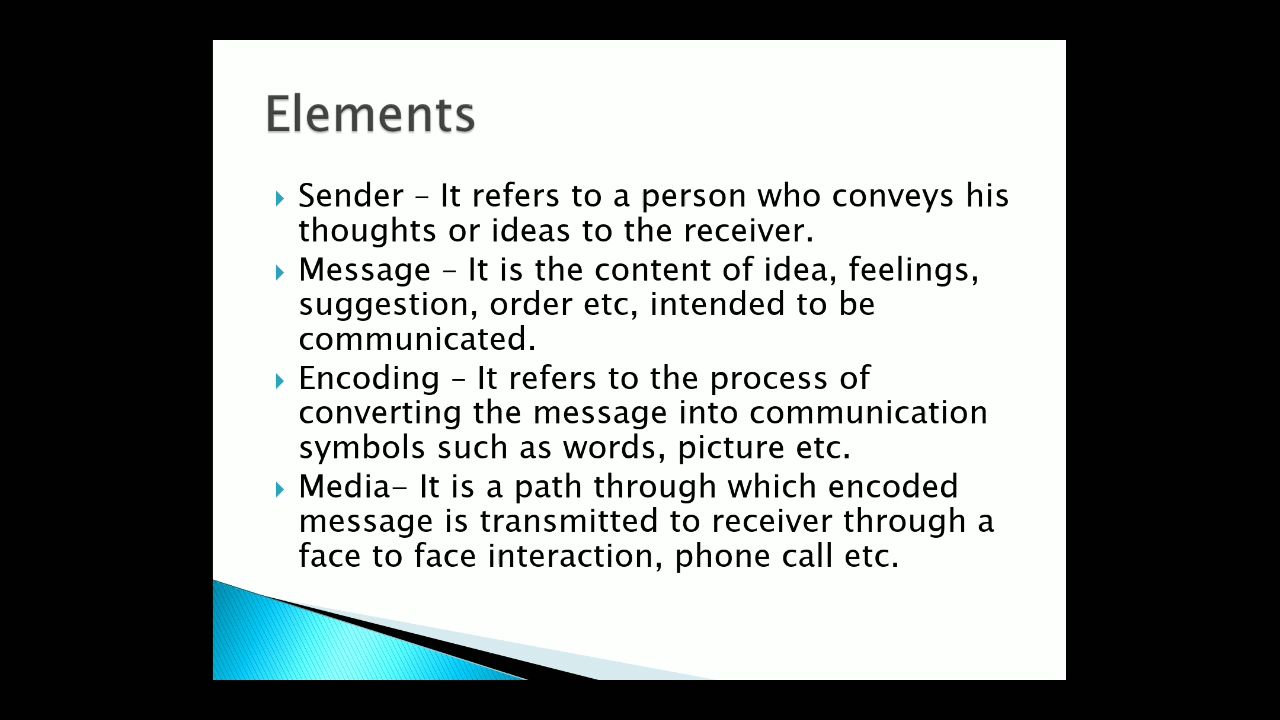 Elements
Sender – It refers to a person who conveys his
thoughts or ideas to the receiver.
Message – It is the content of idea, feelings,
suggestion, order etc, intended to be
communicated.
Encoding – It refers to the process of
converting the message into communication
symbols such as words, picture etc.
Media– It is a path through which encoded
message is transmitted to receiver through a
face to face interaction, phone call etc.